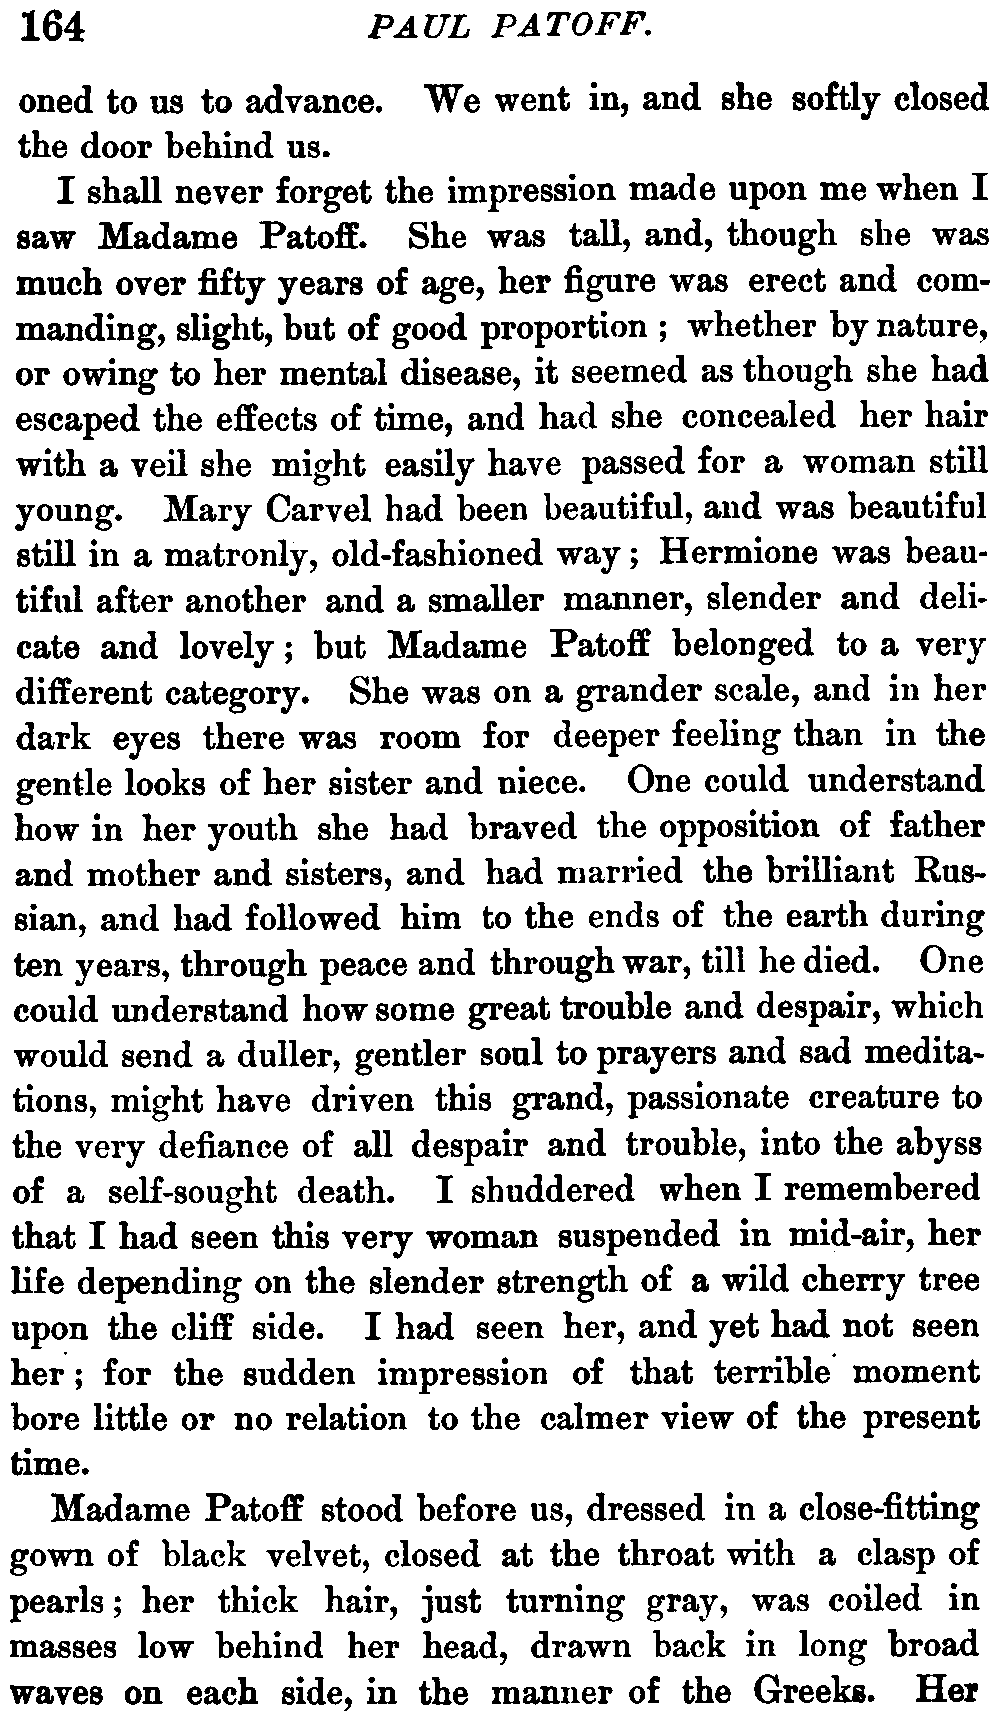 164 PAUL PATOFF.
oned to us to advance. We went in, and she softly closed
the door behind us.
I shall never forget the impression made upon me when I
saw Madame Patoff. She was tall, and, though she was
much over fifty years of age, her figure was erect and com-
manding, slight, but of good proportion ; whether by nature,
or owing to her mental disease, it seemed as though she had
escaped the effects of time, and had she concealed her hair
with a veil she might easily have passed for a woman still
young. Mary Carvel had been beautiful, and was beautiful
still in a matronly, old-fashioned way ; Hermione was beau-
tiful after another and a smaller manner, slender and deli-
cate and lovely ; but Madame Patoff belonged to a very
different category. She was on a grander scale, and in her
dark eyes there was room for deeper feeling than in the
gentle looks of her sister and niece. One could understand
how in her youth she had braved the opposition of father
and mother and sisters, and had married the brilliant Rus-
sian, and had followed him to the ends of the earth during
ten years, through peace and through war, till he died. One
could understand how some great trouble and despair, which
would send a duller, gentler soul to prayers and sad medita-
tions, might have driven this grand, passionate creature to
the very defiance of all despair and trouble, into the abyss
of a self-sought death. I shuddered when I remembered
that I had seen this very woman suspended in mid-air, her
life depending on the slender strength of a wild cherry tree
upon the cliff side. I had seen her, and yet had not seen
her ; for the sudden impression of that terrible moment
bore little or no relation to the calmer view of the present
time.
Madame Patoff stood before us, dressed in a close-fitting
gown of black velvet, closed at the throat with a clasp of
pearls ; her thick hair, just turning gray, was coiled in
masses low behind her head, drawn back in long broad
waves on each side, in the manner of the Greeks. Her